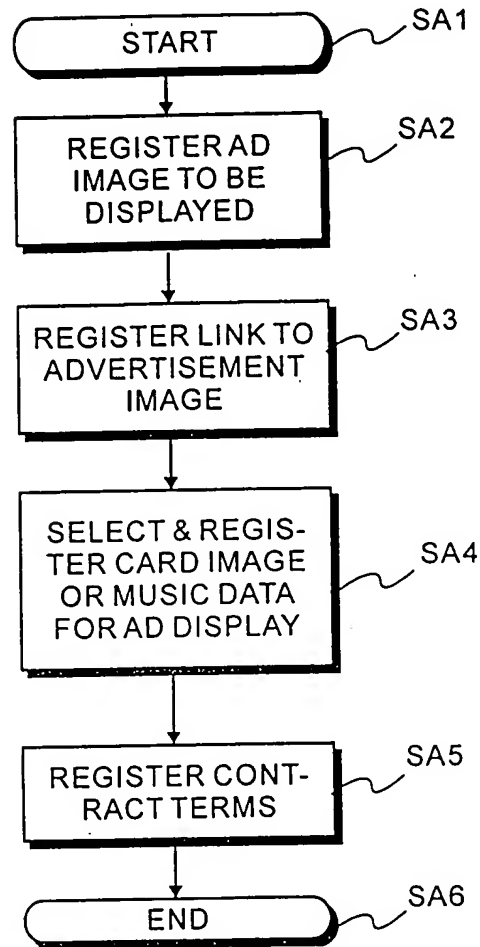 START
SA1
REGISTER AD
IMAGE TO BE
DISPLAYED
SA2
REGISTER LINK TO
ADVERTISEMENT
IMAGE
SA3
SELECT & REGIS-
TER CARD IMAGE
OR MUSIC DATA
FOR AD DISPLAY
SA4
REGISTER CONT-
RACT TERMS
SA5
END
SA6